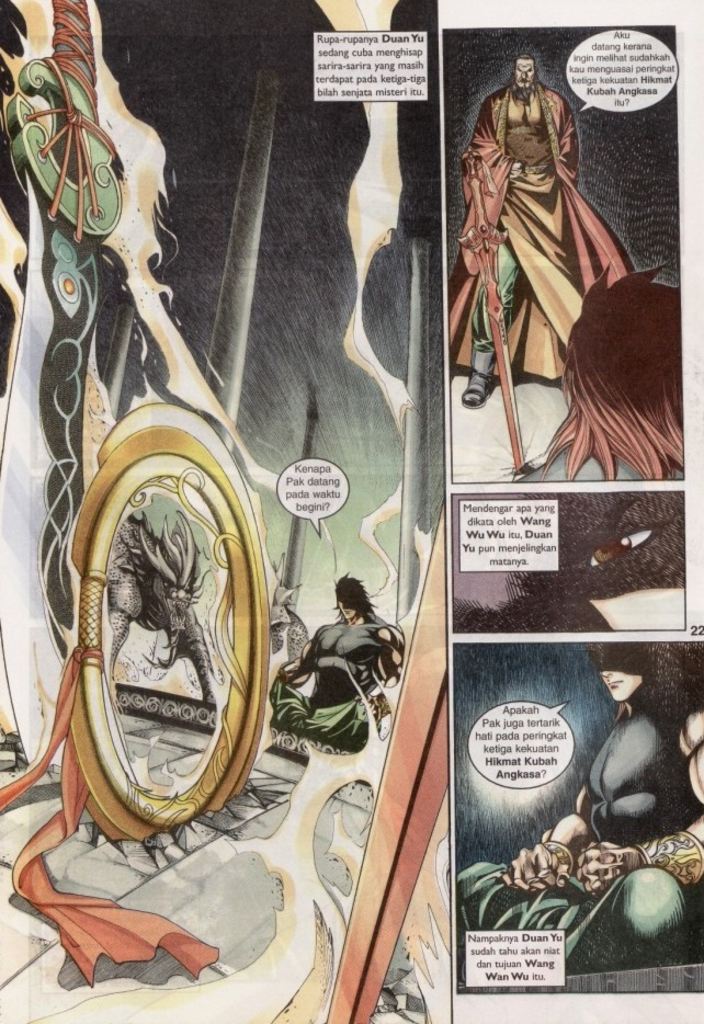 Rupa-rupanya Duan Yu
sedang cuba menghisap
sarira-sarira yang masih
terdapat pada ketiga-tiga
bilah senjata misteri itu.
Kenapa
Pak datang
pada waktu
begini?
Aku
datang kerana
ingin melihat sudahkah
kau menguasai peringkat
ketiga kekuatan Hikmat
Kubah Angkasa
itu?
Mendengar apa yang
dikata oleh Wang
Wu Wu itu, Duan
Yu pun menjelingkan
matanya.
22
Apakah
Pak juga tertarik
hati pada peringkat
ketiga kekuatan
Hikmat Kubah
Angkasa?
Nampaknya Duan Yu
sudah tahu akan niat
dan tujuan Wang
Wan Wu itu.